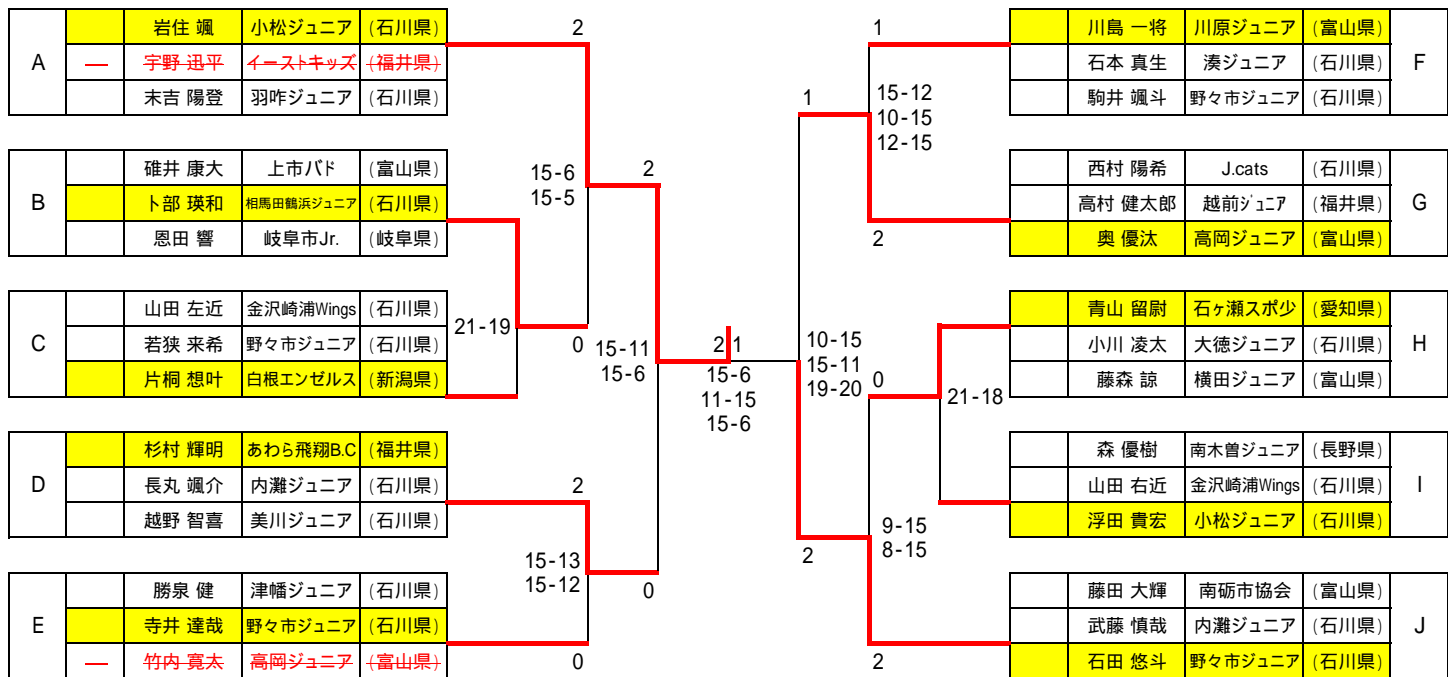 A
岩住 颯 小松ジュニア (石川県)
― 宇野 迅平 イーストキッズ (福井県)
末吉 陽登 羽咋ジュニア (石川県)
B
碓井 康大 上市バド (富山県)
卜部 瑛和 相馬田鶴浜ジュニア (石川県)
恩田 響 岐阜市Jr. (岐阜県)
C
山田 左近 金沢崎浦Wings (石川県)
若狭 来希 野々市ジュニア (石川県)
片桐 想叶 白根エンゼルス (新潟県)
D
杉村 輝明 あわら飛翔B.C (福井県)
長丸 颯介 内灘ジュニア (石川県)
越野 智喜 美川ジュニア (石川県)
E
勝泉 健 津幡ジュニア (石川県)
寺井 達哉 野々市ジュニア (石川県)
― 竹内 寛太 高岡ジュニア (富山県)
2
15-6
15-5
0
21-19
2
15-11
15-6
0
2
15-13
15-12
0
2 1
15-6
11-15
15-6
1
10-15
15-11
19-20
2
1
15-12
10-15
12-15
2
0
21-18
9-15
8-15
2
川島 一将 川原ジュニア (富山県)
石本 真生 湊ジュニア (石川県)
駒井 颯斗 野々市ジュニア (石川県)
F
西村 陽希 J.cats (石川県)
高村 健太郎 越前ジュニア (福井県)
奥 優汰 高岡ジュニア (富山県)
G
青山 留尉 石ヶ瀬スポ少 (愛知県)
小川 凌太 大徳ジュニア (石川県)
藤森 諒 横田ジュニア (富山県)
H
森 優樹 南木曽ジュニア (長野県)
山田 右近 金沢崎浦Wings (石川県)
浮田 貴宏 小松ジュニア (石川県)
I
藤田 大輝 南砺市協会 (富山県)
武藤 慎哉 内灘ジュニア (石川県)
石田 悠斗 野々市ジュニア (石川県)
J